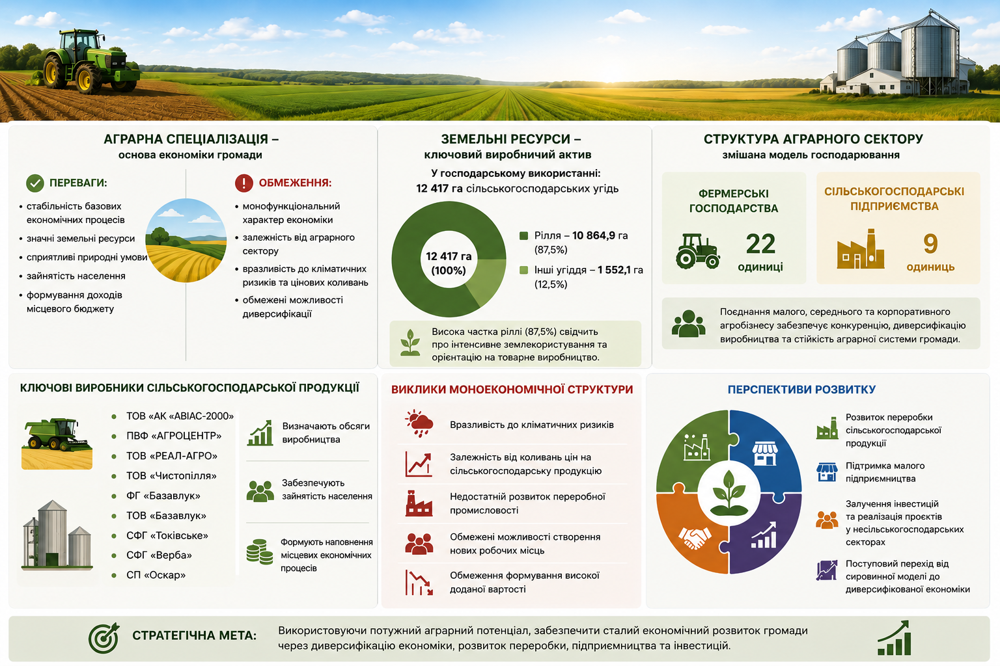 АГРАРНА СПЕЦІАЛІЗАЦІЯ –
основа економіки громади
ПЕРЕВАГИ:
• стабільність базових
економічних процесів
• значні земельні ресурси
• сприятливі природні умови
• зайнятість населення
• формування доходів
місцевого бюджету
ОБМЕЖЕННЯ:
• монофункціональний
характер економіки
• залежність від аграрного
сектору
• вразливість до кліматичних
ризиків та цінових коливань
• обмежені можливості
диверсифікації
ЗЕМЕЛЬНІ РЕСУРСИ –
ключовий виробничий актив
У господарському використанні:
12 417 га сільськогосподарських угідь
12 417 га
(100%)
Рілля – 10 864,9 га
(87,5%)
Інші угіддя – 1 552,1 га
(12,5%)
Висока частка ріллі (87,5%) свідчить
про інтенсивне землекористування та
орієнтацію на товарне виробництво.
СТРУКТУРА АГРАРНОГО СЕКТОРУ
змішана модель господарювання
ФЕРМЕРСЬКІ
ГОСПОДАРСТВА
22
одиниці
СІЛЬСЬКОГОСПОДАРСЬКІ
ПІДПРИЄМСТВА
9
одиниць
Поєднання малого, середнього та корпоративного
агробізнесу забезпечує конкуренцію, диверсифікацію
виробництва та стійкість аграрної системи громади.
КЛЮЧОВІ ВИРОБНИКИ СІЛЬСЬКОГОСПОДАРСЬКОЇ ПРОДУКЦІЇ
• ТОВ «АК «АВІАС-2000»
• ПВФ «АГРОЦЕНТР»
• ТОВ «РЕАЛ-АГРО»
• ТОВ «Чистопілля»
• ФГ «Базавлук»
• ТОВ «Базавлук»
• СФГ «Токівське»
• СФГ «Верба»
• СП «Оскар»
Визначають обсяги
виробництва
Забезпечують
зайнятість населення
Формують наповнення
місцевих економічних
процесів
ВИКЛИКИ МОНОЕКОНОМІЧНОЇ СТРУКТУРИ
Вразливість до кліматичних ризиків
Залежність від коливань цін на
сільськогосподарську продукцію
Недостатній розвиток переробної
промисловості
Обмежені можливості створення
нових робочих місць
Обмеження формування високої
доданої вартості
ПЕРСПЕКТИВИ РОЗВИТКУ
Розвиток переробки
сільськогосподарської
продукції
Підтримка малого
підприємництва
Залучення інвестицій
та реалізація проєктів
у несільськогосподарських
секторах
Поступовий перехід від
сировинної моделі до
диверсифікованої економіки
СТРАТЕГІЧНА МЕТА:
Використовуючи потужний аграрний потенціал, забезпечити сталий економічний розвиток громади
через диверсифікацію економіки, розвиток переробки, підприємництва та інвестицій.